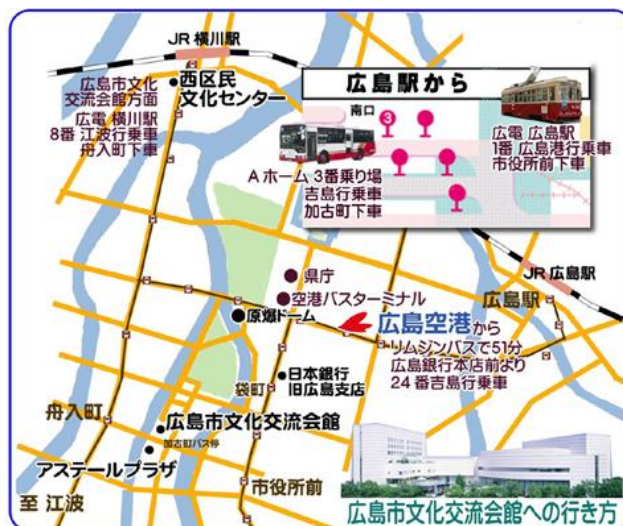 JR 横川駅
広島市文化
交流会館方面
広電 横川駅
8番 江波行乗車
舟入町下車
西区民
文化センター
広島駅から
南口
3
Aホーム 3番乗り場
吉島行乗車
加古町下車
広電 広島駅
1番 広島港行乗車
市役所前下車
JR 広島駅
広島駅
県庁
空港バスターミナル
原爆ドーム
広島空港から
リムジンバスで51分
広島銀行本店前より
24番吉島行乗車
袋町
日本銀行
旧広島支店
舟入町
広島市文化交流会館
加古町バス停
アステールプラザ
至 江波
市役所前
広島市文化交流会館への行き方